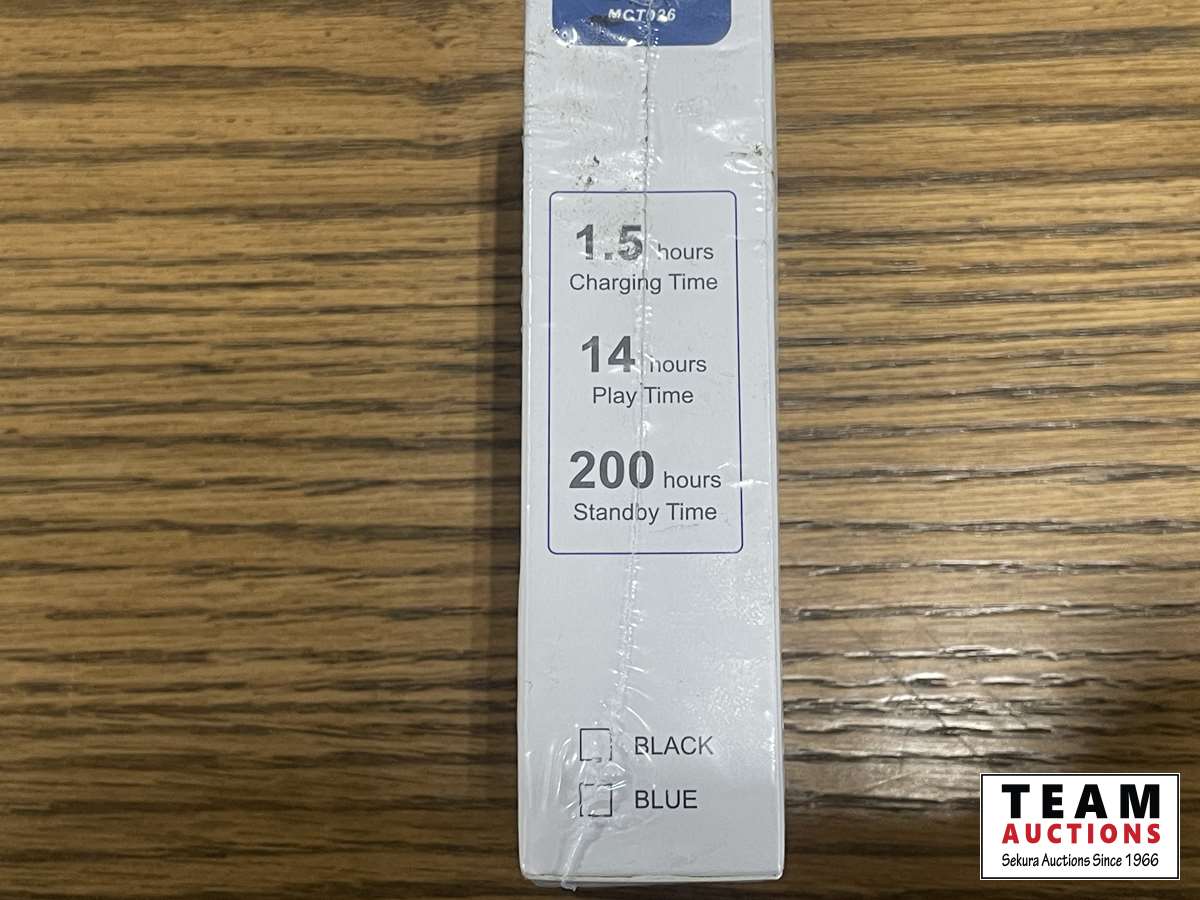 MCT026
1.5 hours
Charging Time
14 hours
Play Time
200 hours
Standby Time
BLACK
BLUE
TEAM
AUCTIONS
Sekura Auctions Since 1966